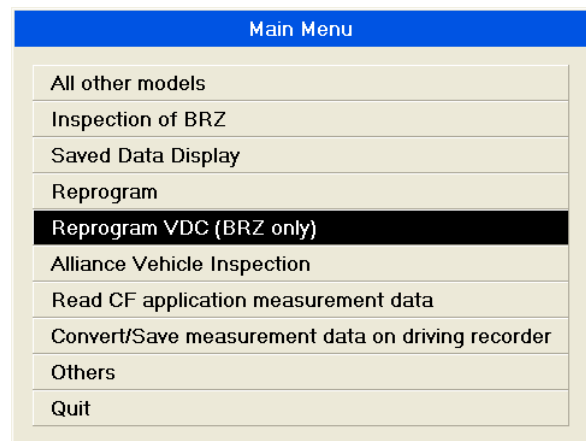 Main Menu
All other models
Inspection of BRZ
Saved Data Display
Reprogram
Reprogram VDC (BRZ only)
Alliance Vehicle Inspection
Read CF application measurement data
Convert/Save measurement data on driving recorder
Others
Quit